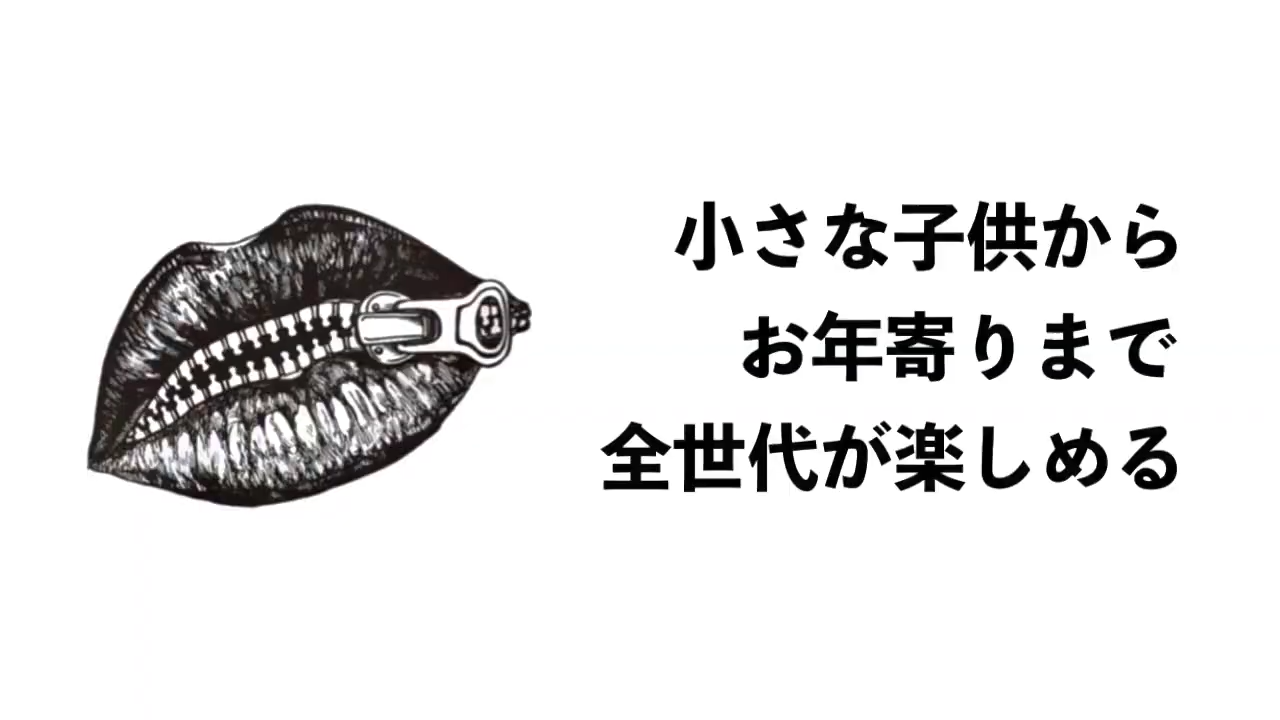 小さな子供から
お年寄りまで
全世代が楽しめる